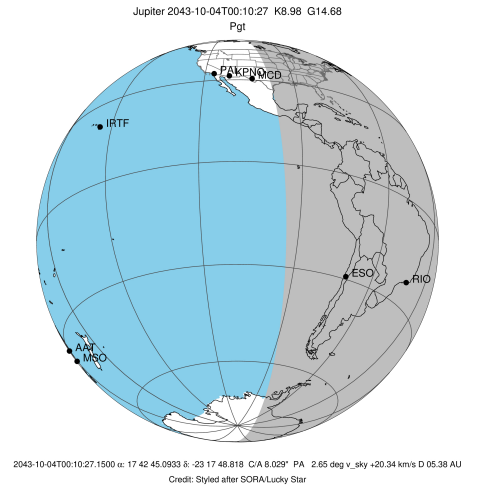 Jupiter 2043-10-04T00:10:27 K8.98 G14.68
Pgt
PAL
KPNO
MCD
IRTF
ESO
RIO
AAT
MSO
2043-10-04T00:10:27.1500 α: 17 42 45.0933 δ: -23 17 48.818 C/A 8.029" PA 2.65 deg v_sky +20.34 km/s D 05.38 AU
Credit: Styled after SORA/Lucky Star